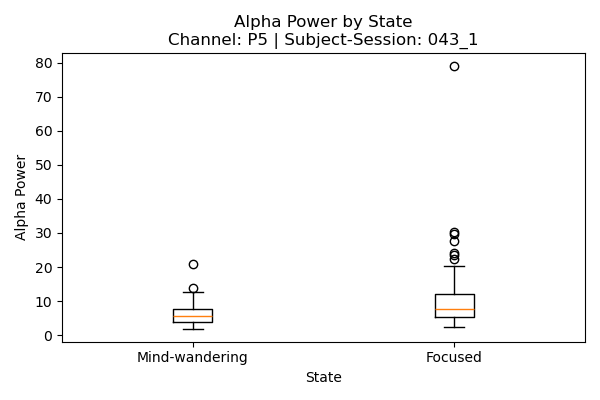 Alpha Power by State
Channel: P5 | Subject-Session: 043_1
80
70
60
50
40
30
20
10
0
Alpha Power
Mind-wandering
Focused
State